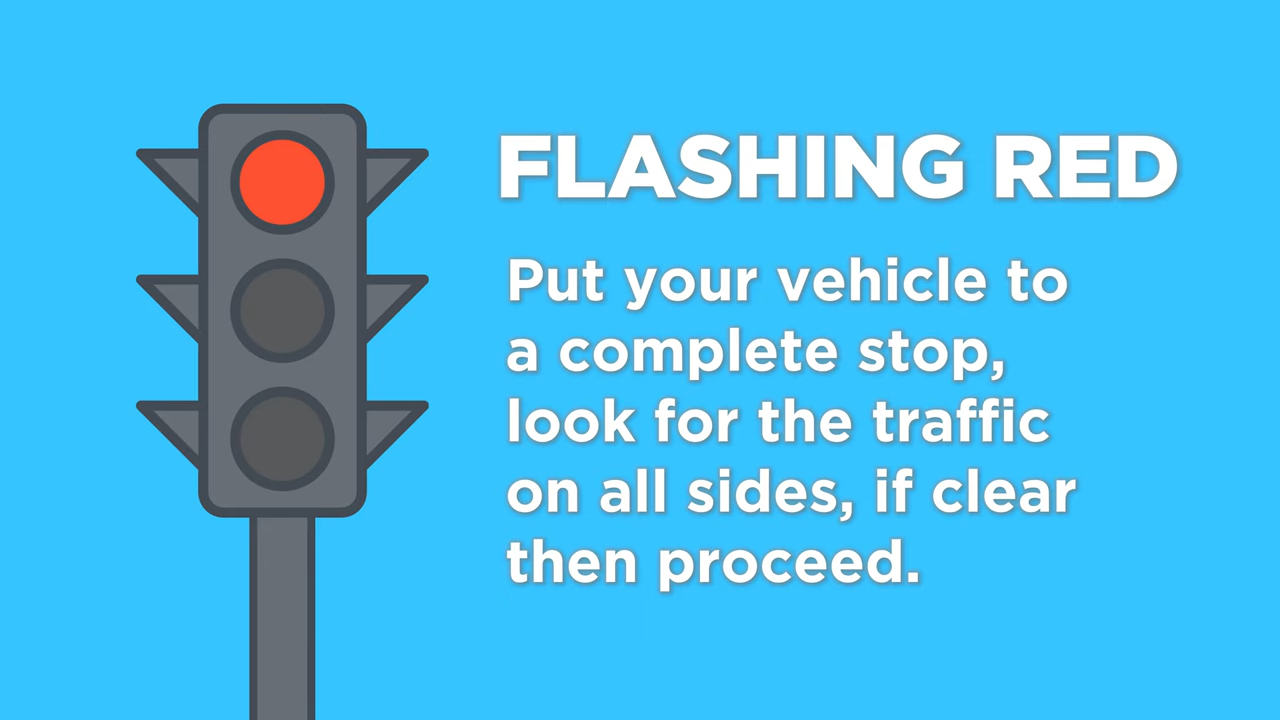 FLASHING RED
Put your vehicle to
a complete stop,
look for the traffic
on all sides, if clear
then proceed.